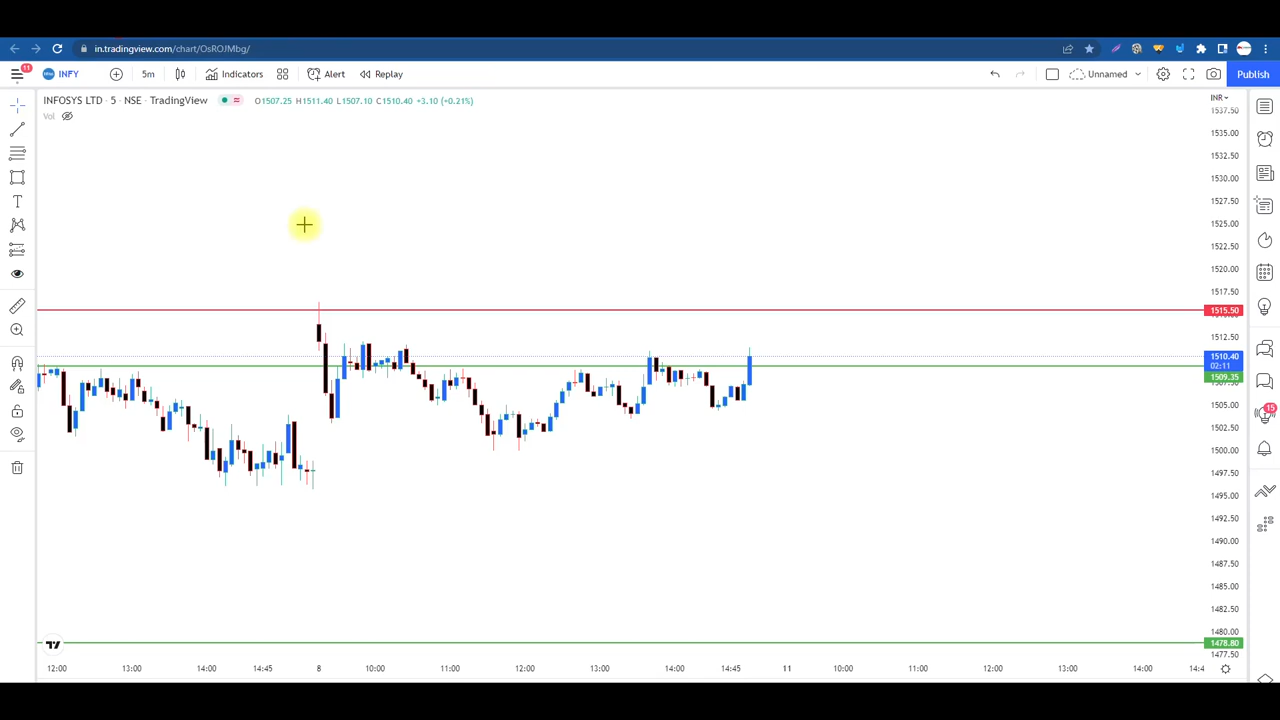 in.tradingview.com/chart/OsROJMbg/
11
INFY
5m
Indicators
Alert
Replay
Unnamed
Publish
INFOSYS LTD · 5 · NSE · TradingView
O1507.25 H1511.40 L1507.10 C1510.40 +3.10 (+0.21%)
INR
Vol
1537.50
1535.00
1532.50
1530.00
1527.50
1525.00
1522.50
1520.00
1517.50
1515.50
1512.50
1510.40
02:11
1509.35
1505.00
1502.50
1500.00
1497.50
1495.00
1492.50
1490.00
1487.50
1485.00
1482.50
1480.00
1478.80
1477.50
15
12:00 13:00 14:00 14:45 8 10:00 11:00 12:00 13:00 14:00 14:45 11 10:00 11:00 12:00 13:00 14:00 14:4